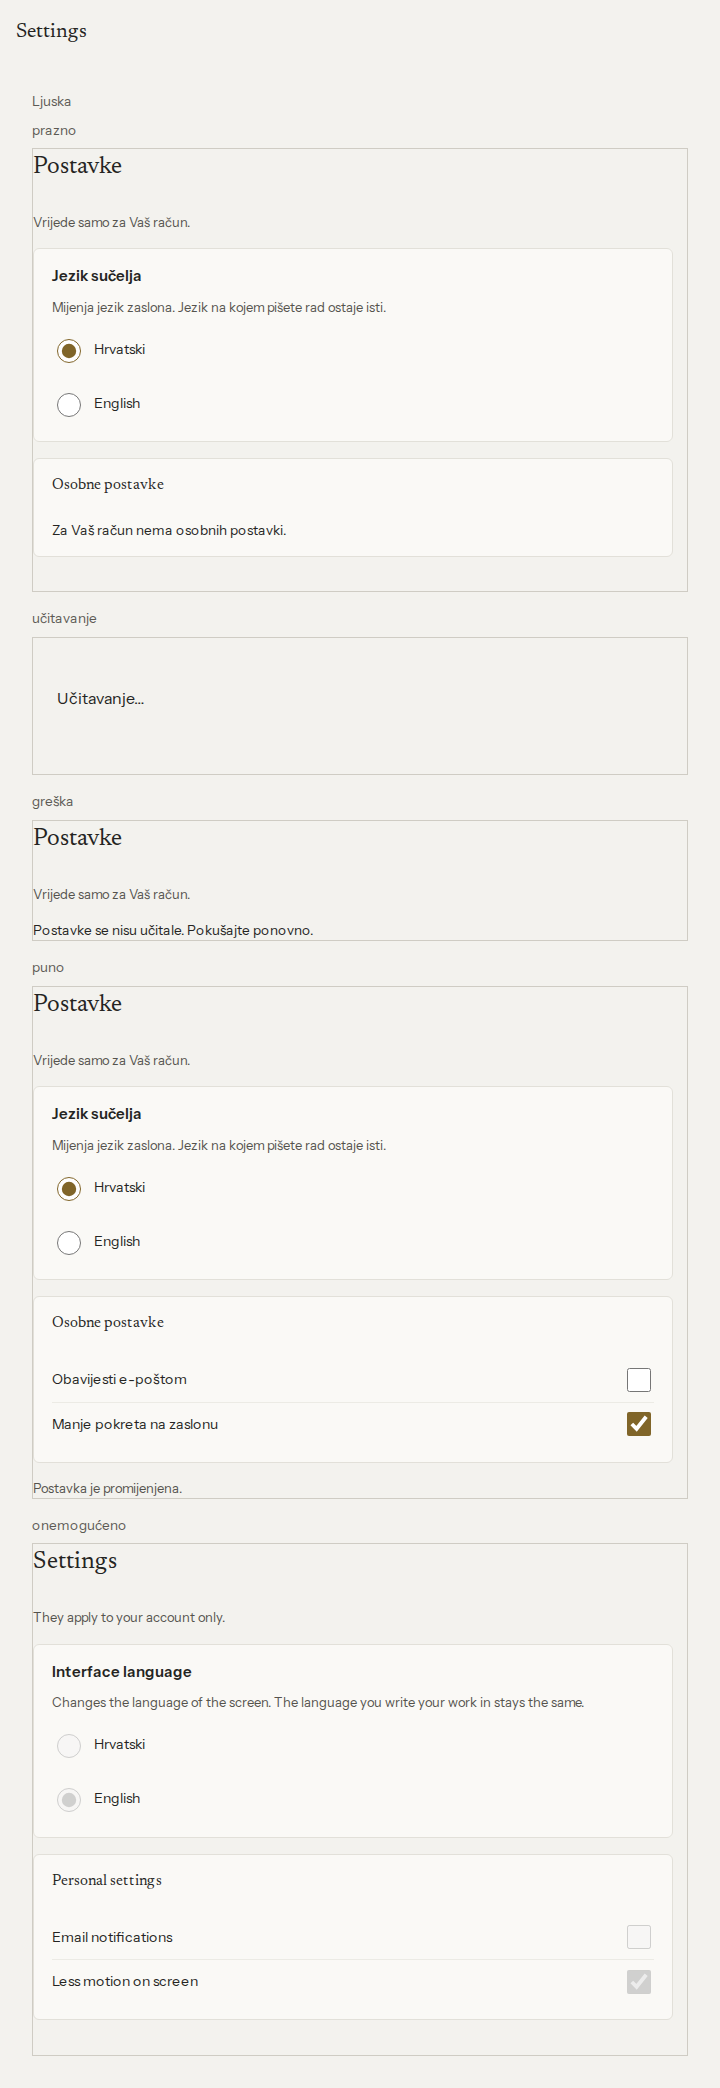 Settings
Ljuska
prazno
Postavke
Vrijede samo za Vaš račun.
Jezik sučelja
Mijenja jezik zaslona. Jezik na kojem pišete rad ostaje isti.
Hrvatski
English
Osobne postavke
Za Vaš račun nema osobnih postavki.
učitavanje
Učitavanje…
greška
Postavke
Vrijede samo za Vaš račun.
Postavke se nisu učitale. Pokušajte ponovno.
puno
Postavke
Vrijede samo za Vaš račun.
Jezik sučelja
Mijenja jezik zaslona. Jezik na kojem pišete rad ostaje isti.
Hrvatski
English
Osobne postavke
Obavijesti e-poštom
Manje pokreta na zaslonu
Postavka je promijenjena.
onemogućeno
Settings
They apply to your account only.
Interface language
Changes the language of the screen. The language you write your work in stays the same.
Hrvatski
English
Personal settings
Email notifications
Less motion on screen